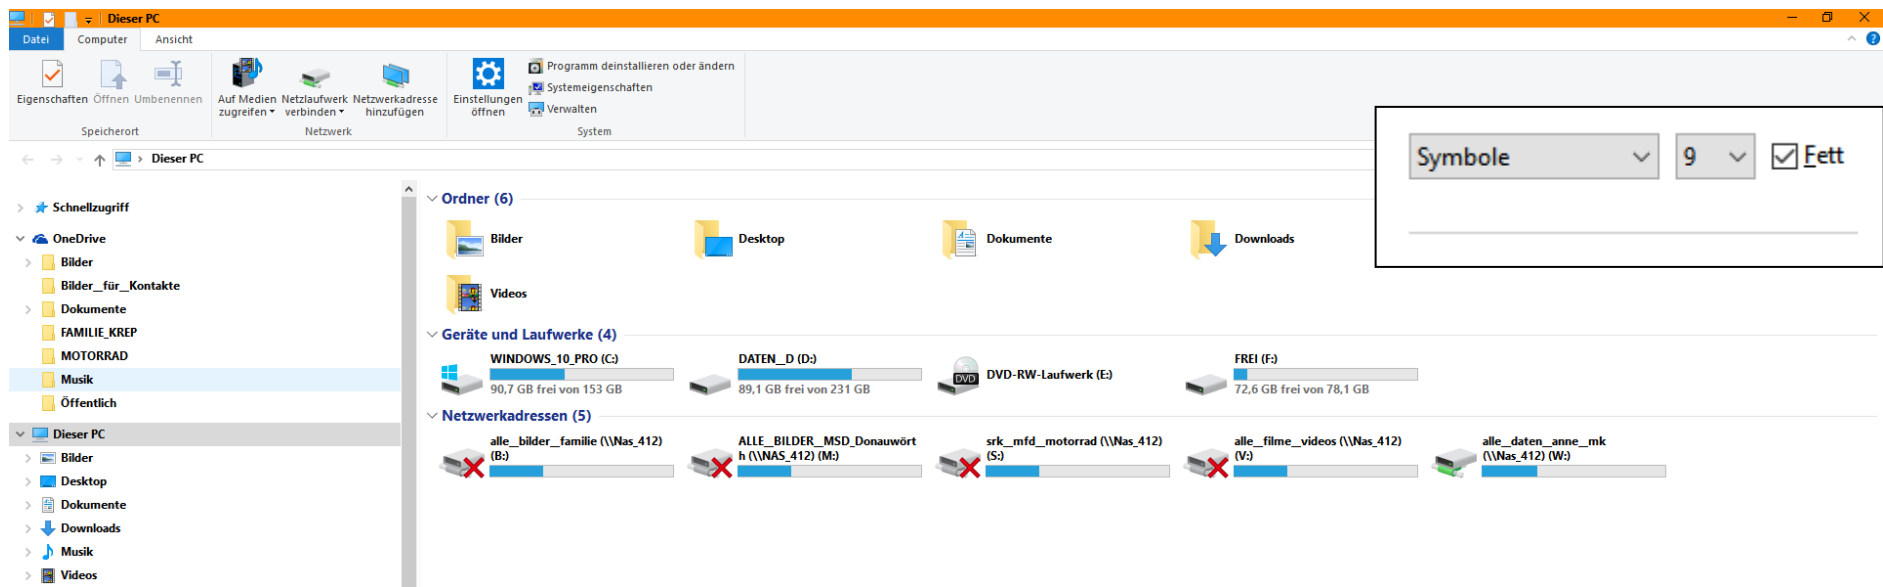 Dieser PC
Datei Computer Ansicht
Eigenschaften Öffnen Umbenennen
Speicherort
Auf Medien zugreifen
Netzlaufwerk verbinden
Netzwerkadresse hinzufügen
Netzwerk
Einstellungen öffnen
Programm deinstallieren oder ändern
Systemeigenschaften
Verwalten
System
Dieser PC
Symbole 9 Fett
Schnellzugriff
OneDrive
Bilder
Bilder_für_Kontakte
Dokumente
FAMILIE_KREP
MOTORRAD
Musik
Öffentlich
Dieser PC
Bilder
Desktop
Dokumente
Downloads
Musik
Videos
Ordner (6)
Bilder Desktop Dokumente Downloads
Videos
Geräte und Laufwerke (4)
WINDOWS_10_PRO (C:)
90,7 GB frei von 153 GB
DATEN__D (D:)
89,1 GB frei von 231 GB
DVD
DVD-RW-Laufwerk (E:)
FREI (F:)
72,6 GB frei von 78,1 GB
Netzwerkadressen (5)
alle__bilder__familie (\\Nas_412)
(B:)
ALLE__BILDER__MSD_Donauwört
h (\\NAS_412) (M:)
srk__mfd__motorrad (\\Nas_412)
(S:)
alle__filme__videos (\\Nas_412)
(V:)
alle__daten__anne__mk
(\\Nas_412) (W:)